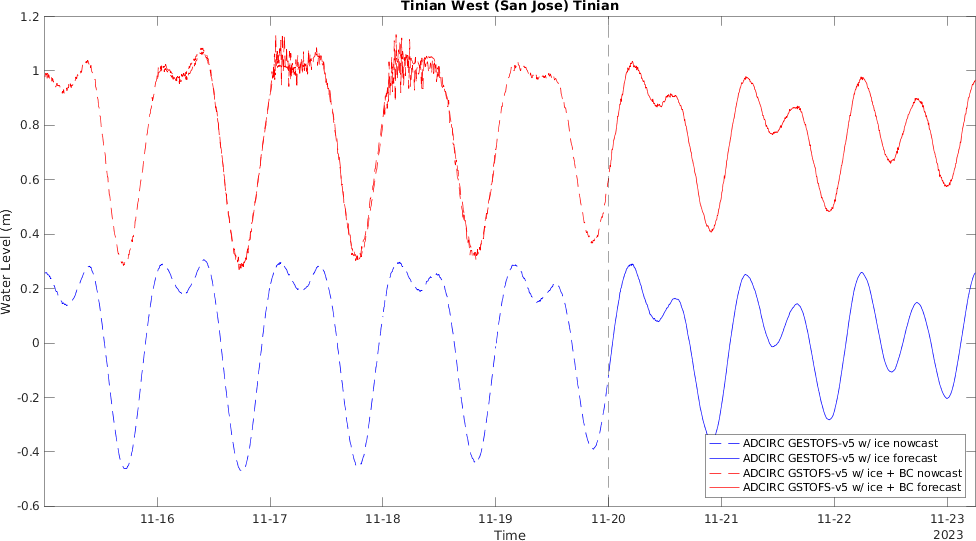 Tinian West (San Jose) Tinian
1.2
1
0.8
0.6
0.4
0.2
0
-0.2
-0.4
-0.6
Water Level (m)
11-16
11-17
11-18
11-19
11-20
11-21
11-22
11-23
2023
Time
ADCIRC GESTOFS-v5 w/ ice nowcast
ADCIRC GESTOFS-v5 w/ ice forecast
ADCIRC GSTOFS-v5 w/ ice + BC nowcast
ADCIRC GSTOFS-v5 w/ ice + BC forecast